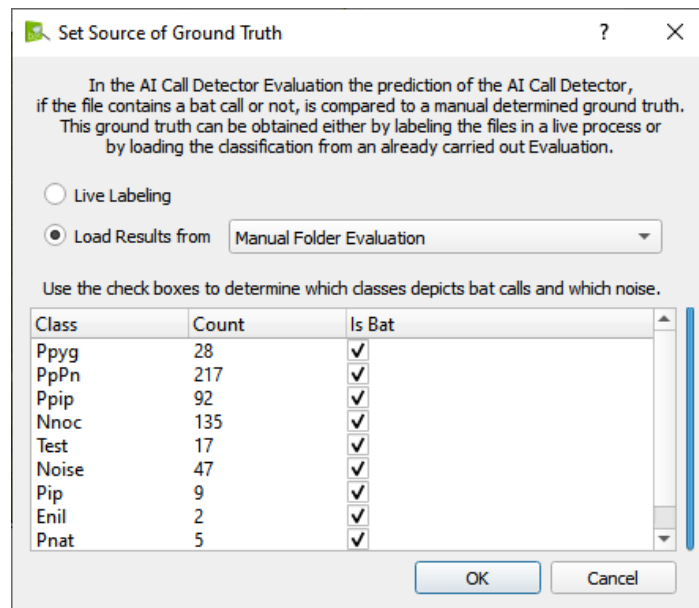 Set Source of Ground Truth
In the AI Call Detector Evaluation the prediction of the AI Call Detector,
if the file contains a bat call or not, is compared to a manual determined ground truth.
This ground truth can be obtained either by labeling the files in a live process or
by loading the classification from an already carried out Evaluation.
Live Labeling
Load Results from Manual Folder Evaluation
Use the check boxes to determine which classes depicts bat calls and which noise.
Class Count Is Bat
Ppyg 28
PpPn 217
Ppip 92
Nnoc 135
Test 17
Noise 47
Pip 9
Enil 2
Pnat 5
OK Cancel